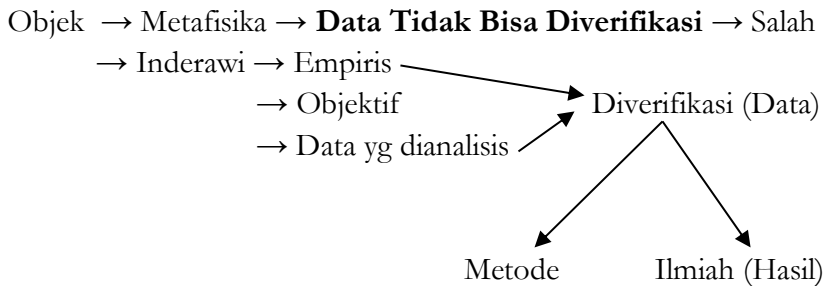 Objek → Metafisika → Data Tidak Bisa Diverifikasi → Salah
→ Inderawi → Empiris
→ Objektif Diverifikasi (Data)
→ Data yg dianalisis
Metode Ilmiah (Hasil)